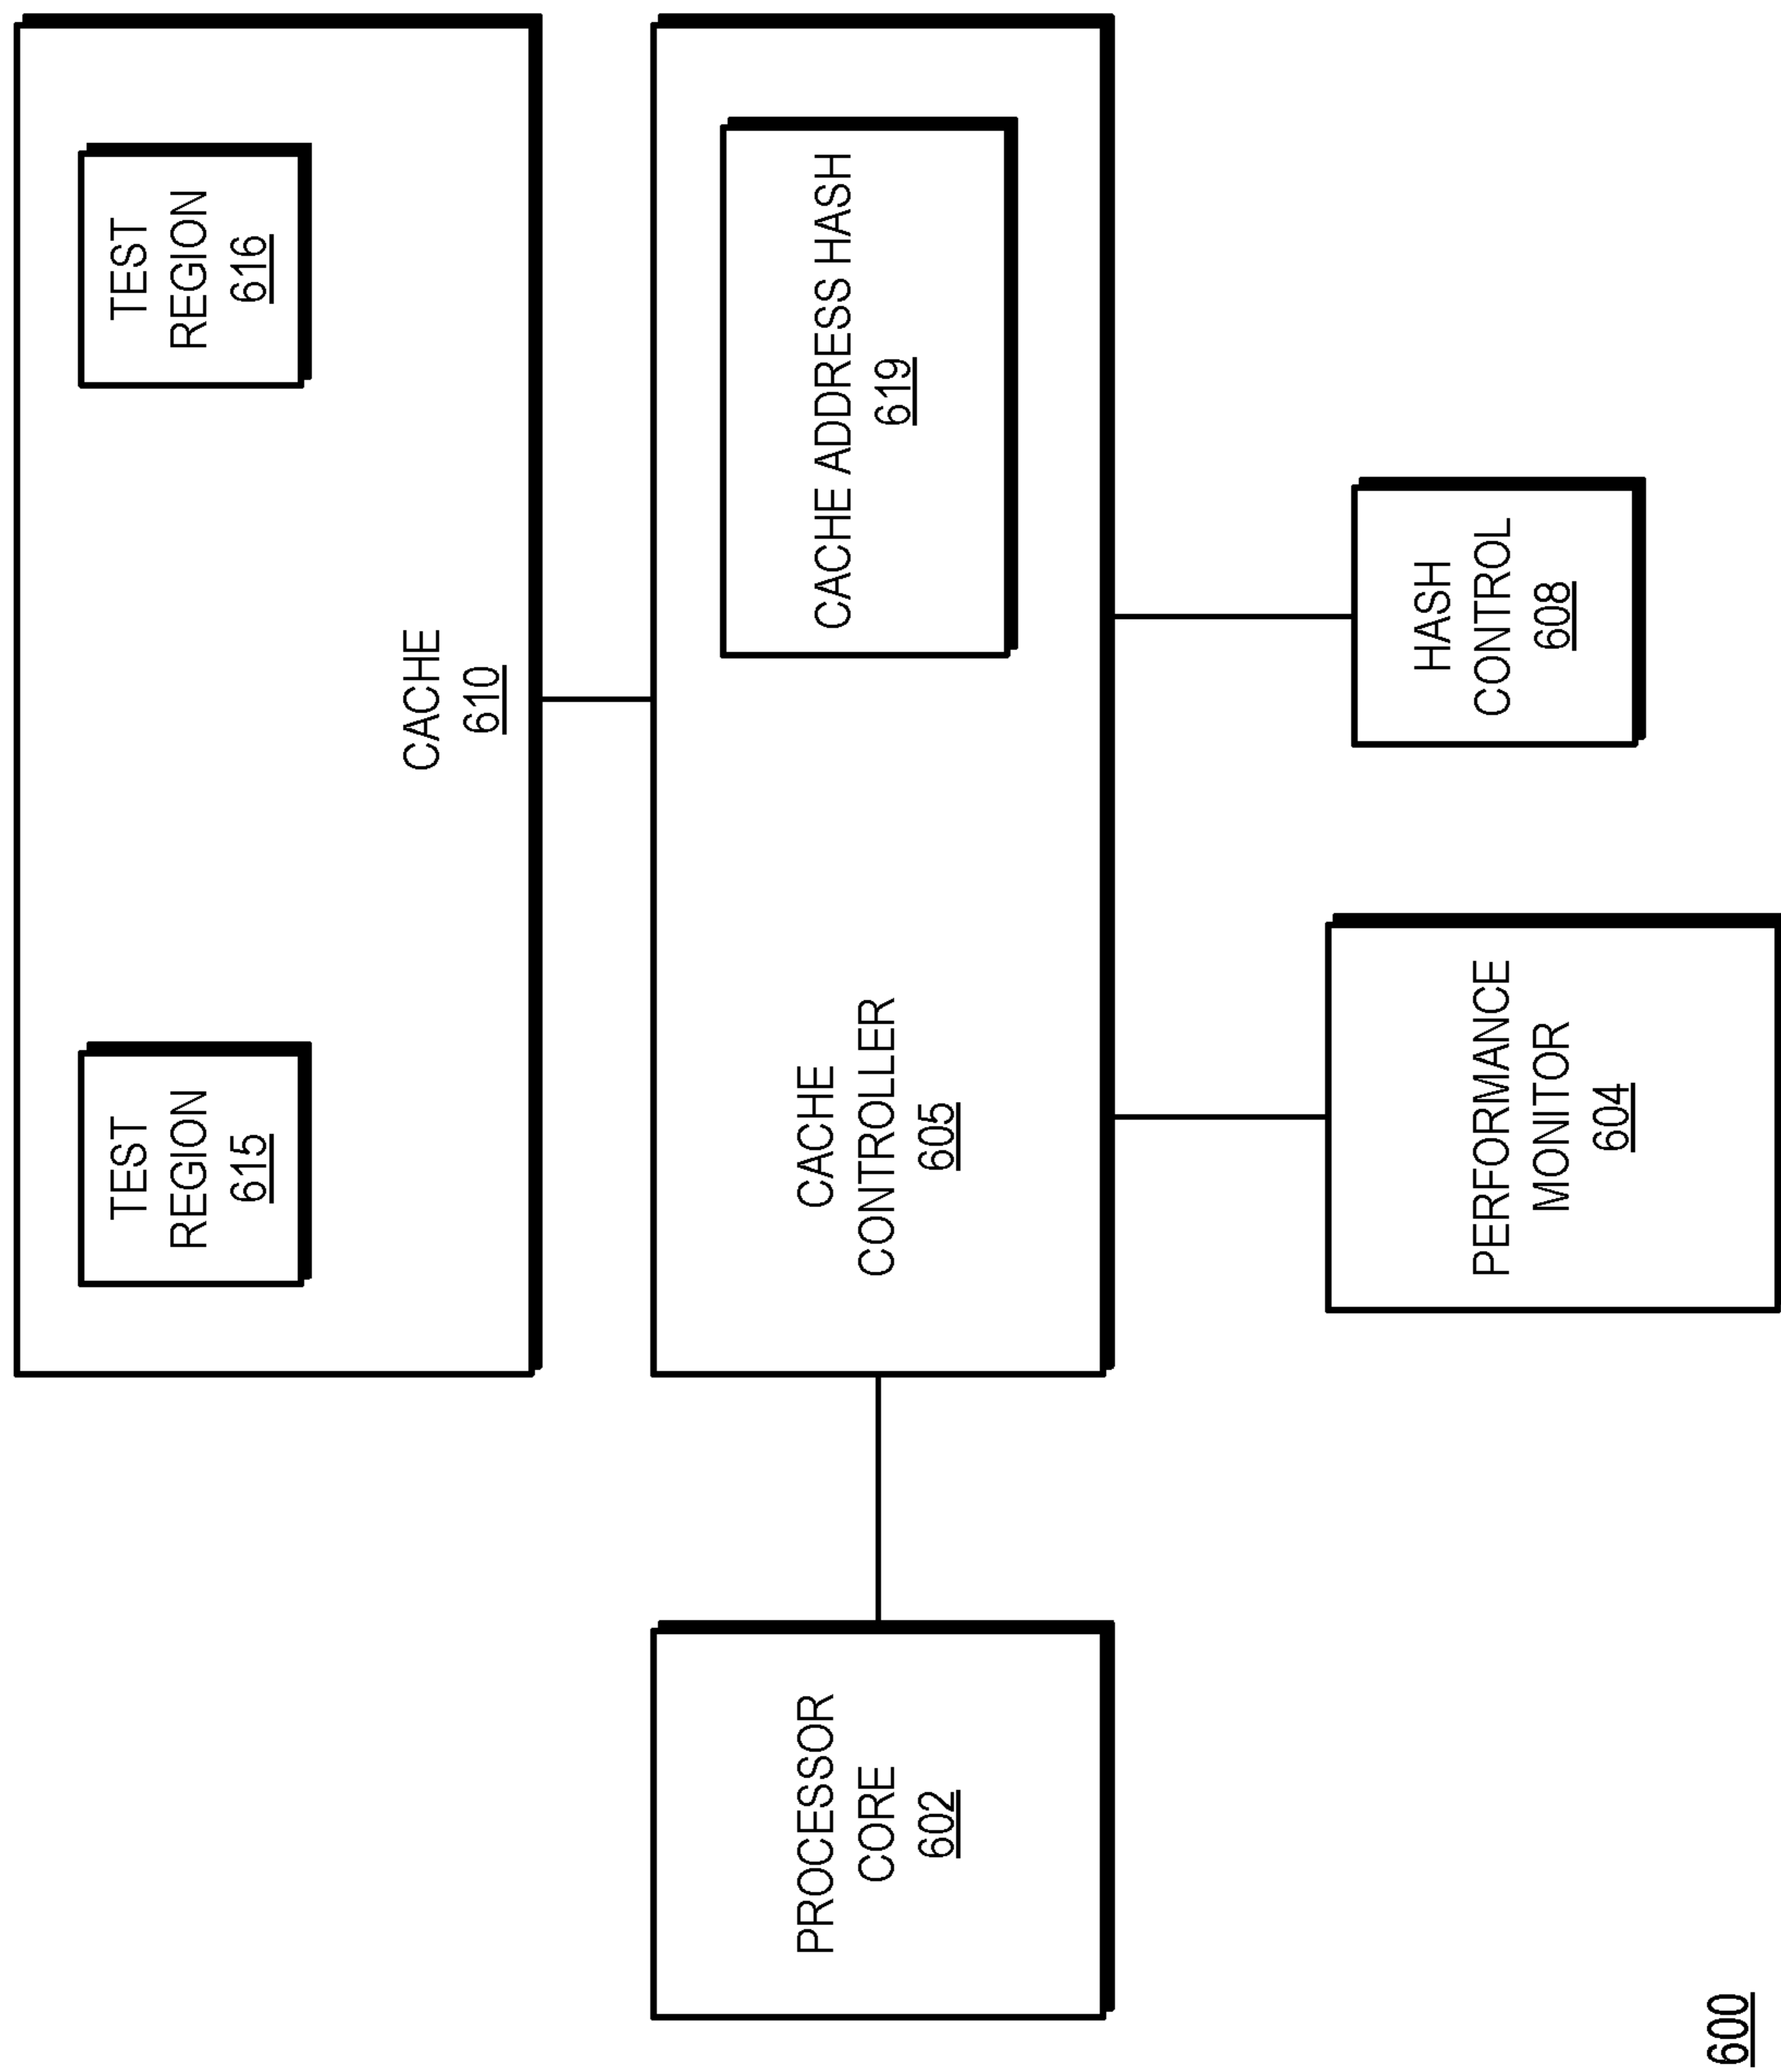 TEST
REGION
615
TEST
REGION
616
CACHE
610
PROCESSOR
CORE
602
CACHE
CONTROLLER
605
CACHE ADDRESS HASH
619
PERFORMANCE
MONITOR
604
HASH
CONTROL
608
600